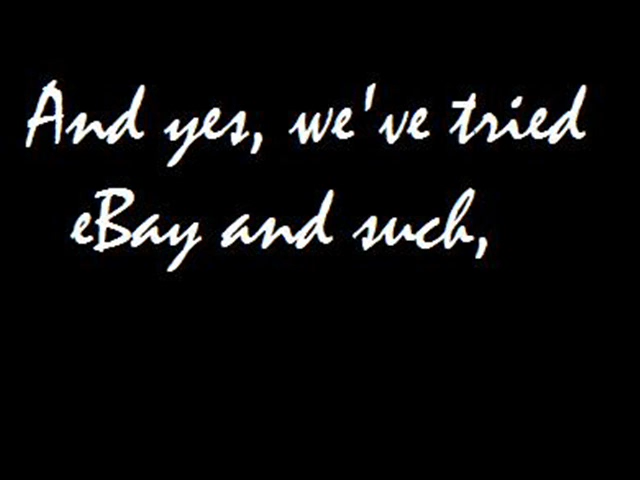 And yes, we've tried
eBay and such,